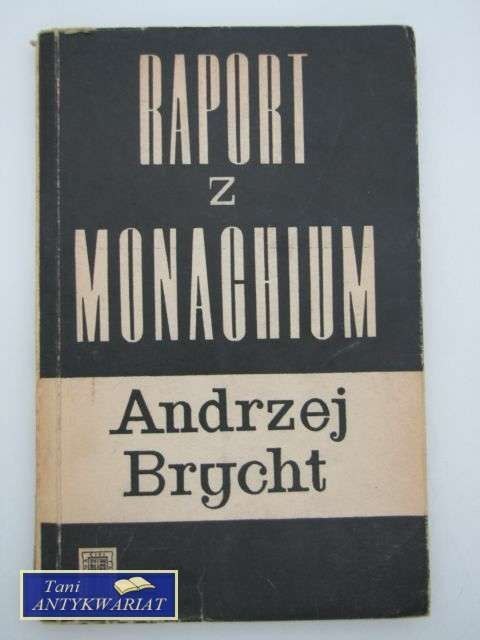 RAPORT
Z
MONACHIUM
Andrzej
Brycht
Tani
ANTYKWARIAT